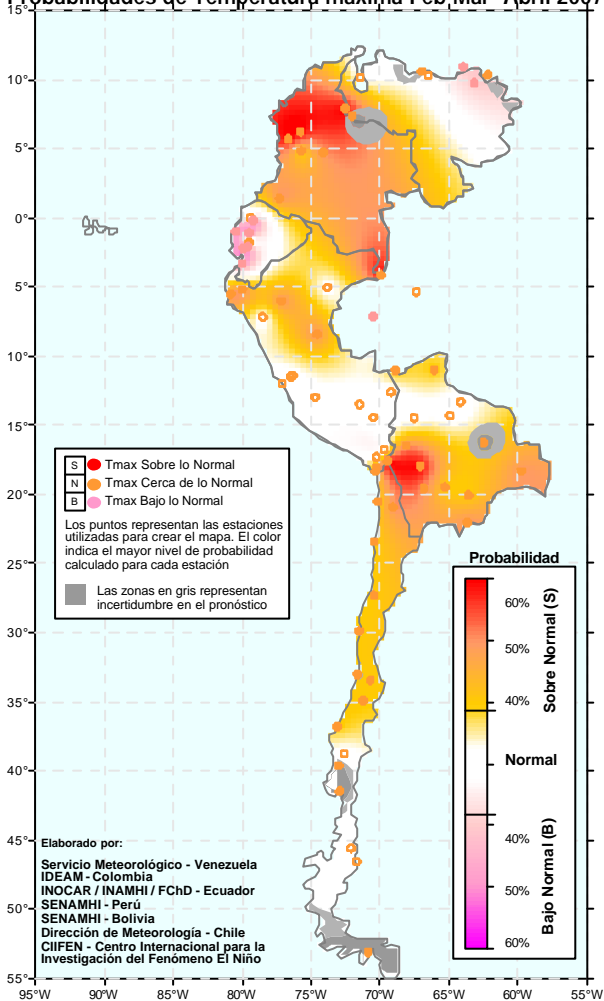 Probabilidades de Temperatura máxima Feb-Mar- Abril 2007
15°
10°
5°
0°
5°
10°
15°
20°
25°
30°
35°
40°
45°
50°
55°
95°W 90°W 85°W 80°W 75°W 70°W 65°W 60°W 55°W
S Tmax Sobre lo Normal
N Tmax Cerca de lo Normal
B Tmax Bajo lo Normal
Los puntos representan las estaciones
utilizadas para crear el mapa. El color
indica el mayor nivel de probabilidad
calculado para cada estación
Las zonas en gris representan
incertidumbre en el pronóstico
Probabilidad
60%
50%
40%
Sobre Normal (S)
Normal
40%
50%
60%
Bajo Normal (B)
Elaborado por:
Servicio Meteorológico - Venezuela
IDEAM - Colombia
INOCAR / INAMHI / FChD - Ecuador
SENAMHI - Perú
SENAMHI - Bolivia
Dirección de Meteorología - Chile
CIIFEN - Centro Internacional para la
Investigación del Fenómeno El Niño